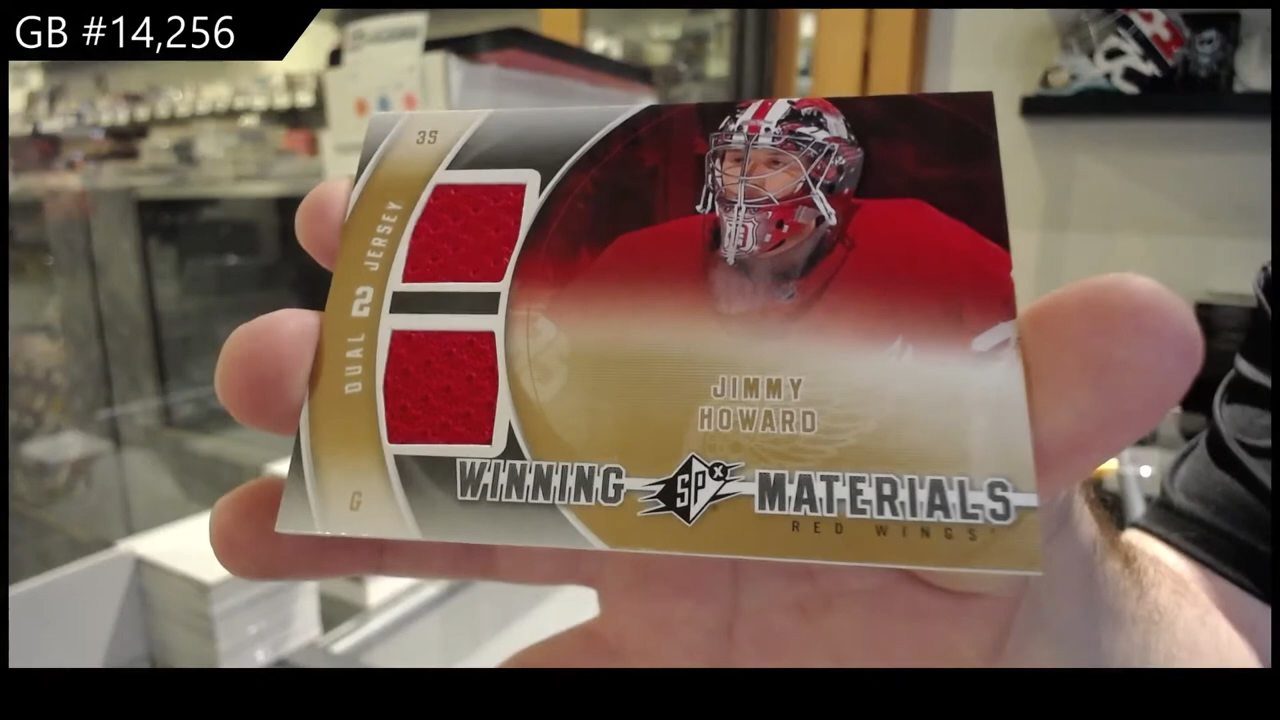 GB #14,256
35
DUAL 2 JERSEY
G
JIMMY
HOWARD
WINNING SPx MATERIALS
RED WINGS